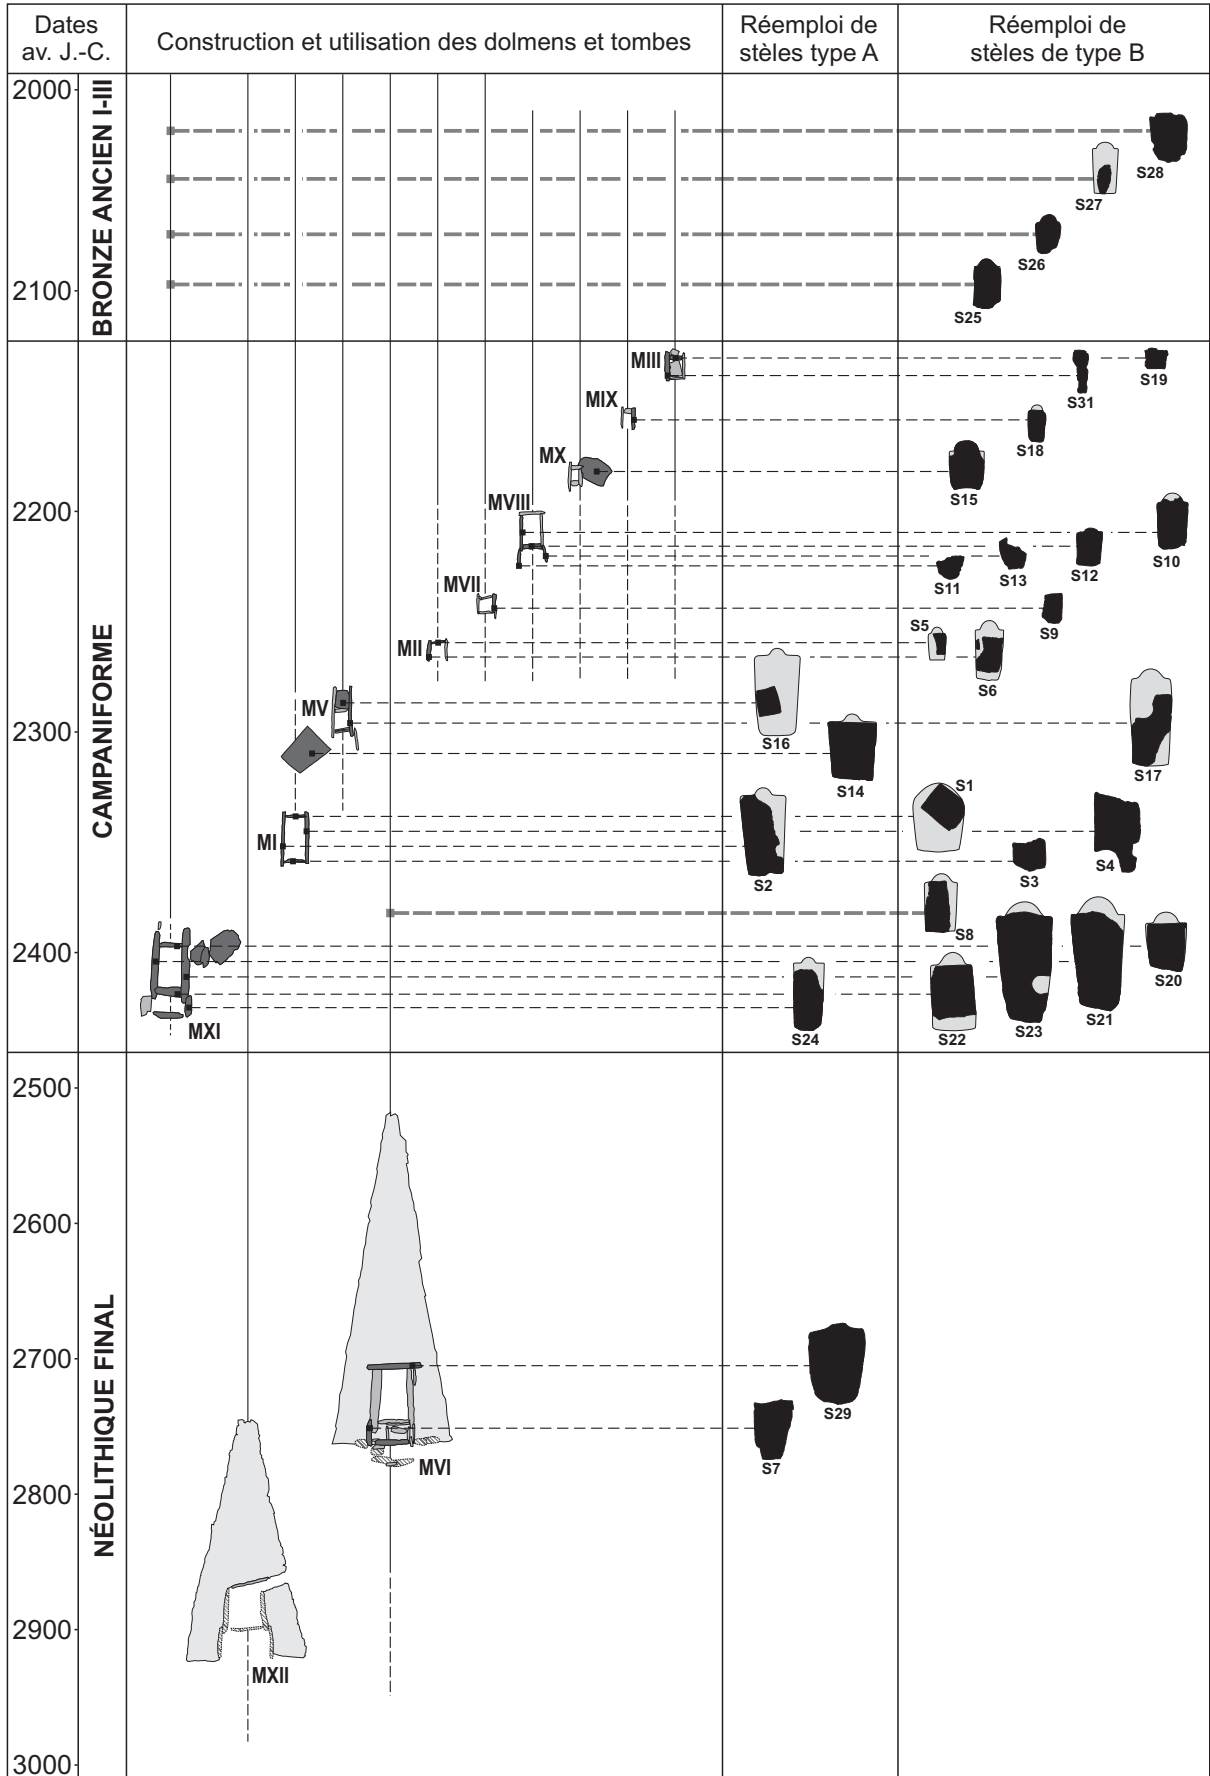 Dates
av. J.-C.
Construction et utilisation des dolmens et tombes
Réemploi de
stèles type A
Réemploi de
stèles de type B
2000
BRONZE ANCIEN I-III
S28
S27
S26
2100
S25
MIII
S31
S19
MIX
S18
MX
S15
2200
MVIII
S10
S11
S13
S12
MVII
S9
MII
S5
S6
MV
S16
2300
S14
S17
CAMPANIFORME
S1
MI
S2
S3
S4
S8
2400
MXI
S24
S22
S23
S21
S20
2500
2600
2700
NÉOLITHIQUE FINAL
S29
MVI
S7
2800
2900
MXII
3000